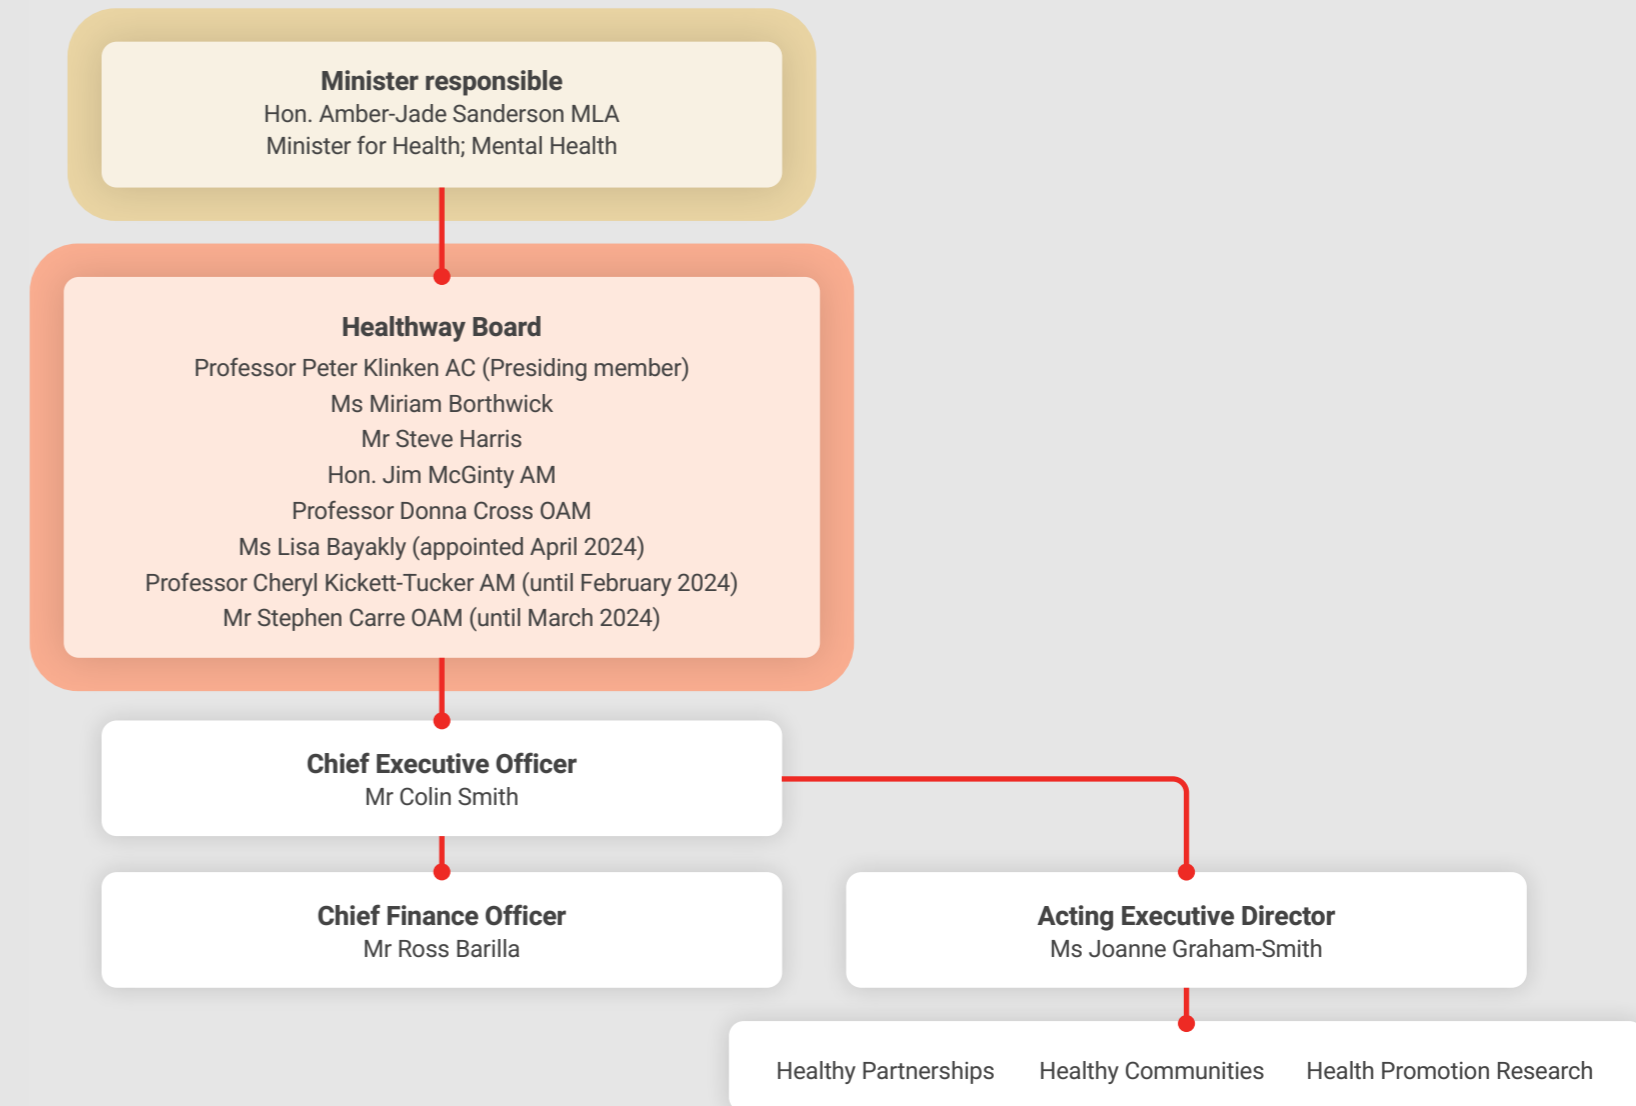 Minister responsible
Hon. Amber-Jade Sanderson MLA
Minister for Health; Mental Health
Healthway Board
Professor Peter Klinken AC (Presiding member)
Ms Miriam Borthwick
Mr Steve Harris
Hon. Jim McGinty AM
Professor Donna Cross OAM
Ms Lisa Bayakly (appointed April 2024)
Professor Cheryl Kickett-Tucker AM (until February 2024)
Mr Stephen Carre OAM (until March 2024)
Chief Executive Officer
Mr Colin Smith
Chief Finance Officer
Mr Ross Barilla
Acting Executive Director
Ms Joanne Graham-Smith
Healthy Partnerships
Healthy Communities
Health Promotion Research